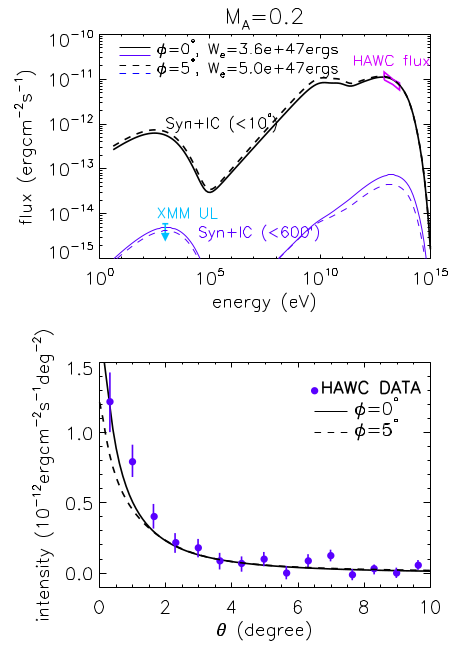 M_A=0.2
10^-10
10^-11
10^-12
10^-13
10^-14
10^-15
flux (ergcm^-2s^-1)
φ=0°, W_e=3.6e+47ergs
φ=5°, W_e=5.0e+47ergs
HAWC flux
Syn+IC (<10°)
XMM UL
Syn+IC (<600")
10^0 10^5 10^10 10^15
energy (eV)
1.5
1.0
0.5
0.0
intensity (10^-12ergcm^-2s^-1deg^-2)
HAWC DATA
φ=0°
φ=5°
0 2 4 6 8 10
θ (degree)